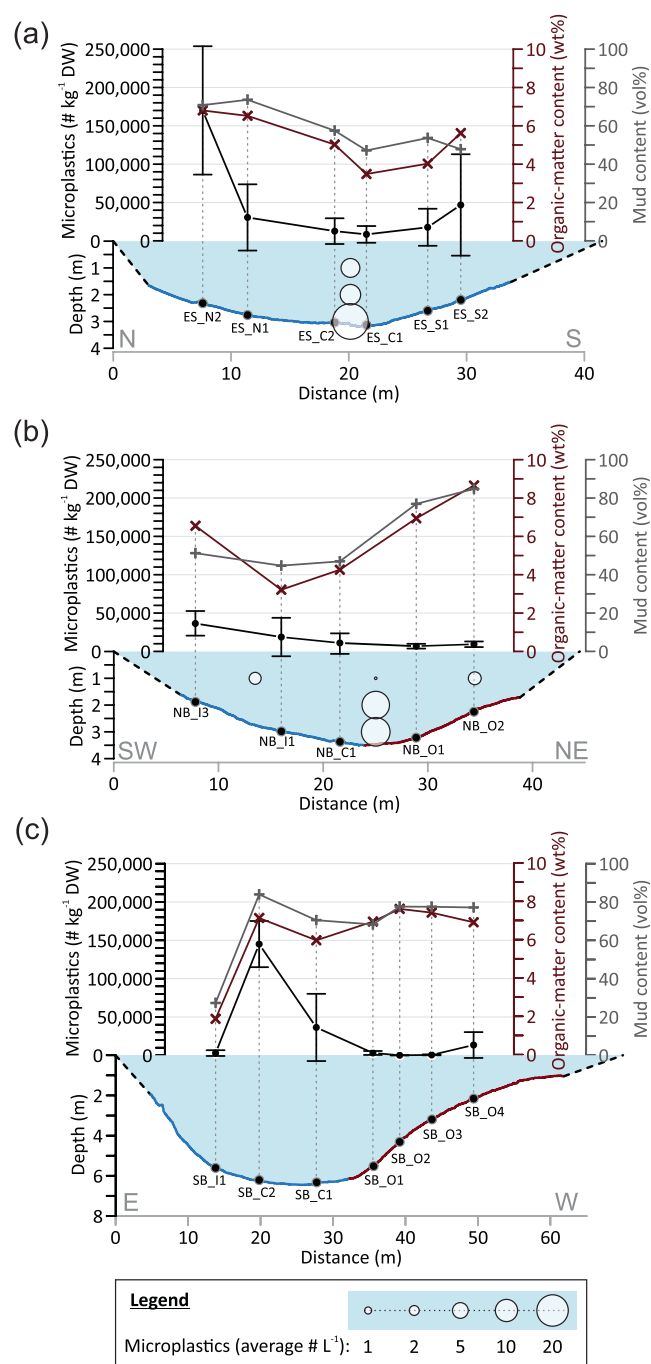 (a)
Microplastics (# kg⁻¹ DW)
250,000
200,000
150,000
100,000
50,000
0
Organic-matter content (wt%)
10
8
6
4
2
0
Mud content (vol%)
100
80
60
40
20
0
Depth (m)
0
1
2
3
4
ES_N2
ES_N1
ES_C2
ES_C1
ES_S1
ES_S2
N
S
0 10 20 30 40
Distance (m)
(b)
Microplastics (# kg⁻¹ DW)
250,000
200,000
150,000
100,000
50,000
0
Organic-matter content (wt%)
10
8
6
4
2
0
Mud content (vol%)
100
80
60
40
20
0
Depth (m)
1
2
3
4
NB_I3
NB_I1
NB_C1
NB_O1
NB_O2
SW
NE
0 10 20 30 40
Distance (m)
(c)
Microplastics (# kg⁻¹ DW)
250,000
200,000
150,000
100,000
50,000
0
Organic-matter content (wt%)
10
8
6
4
2
0
Mud content (vol%)
100
80
60
40
20
0
Depth (m)
2
4
6
8
SB_I1
SB_C2
SB_C1
SB_O1
SB_O2
SB_O3
SB_O4
E
W
0 10 20 30 40 50 60
Distance (m)
Legend
Microplastics (average # L⁻¹): 1 2 5 10 20